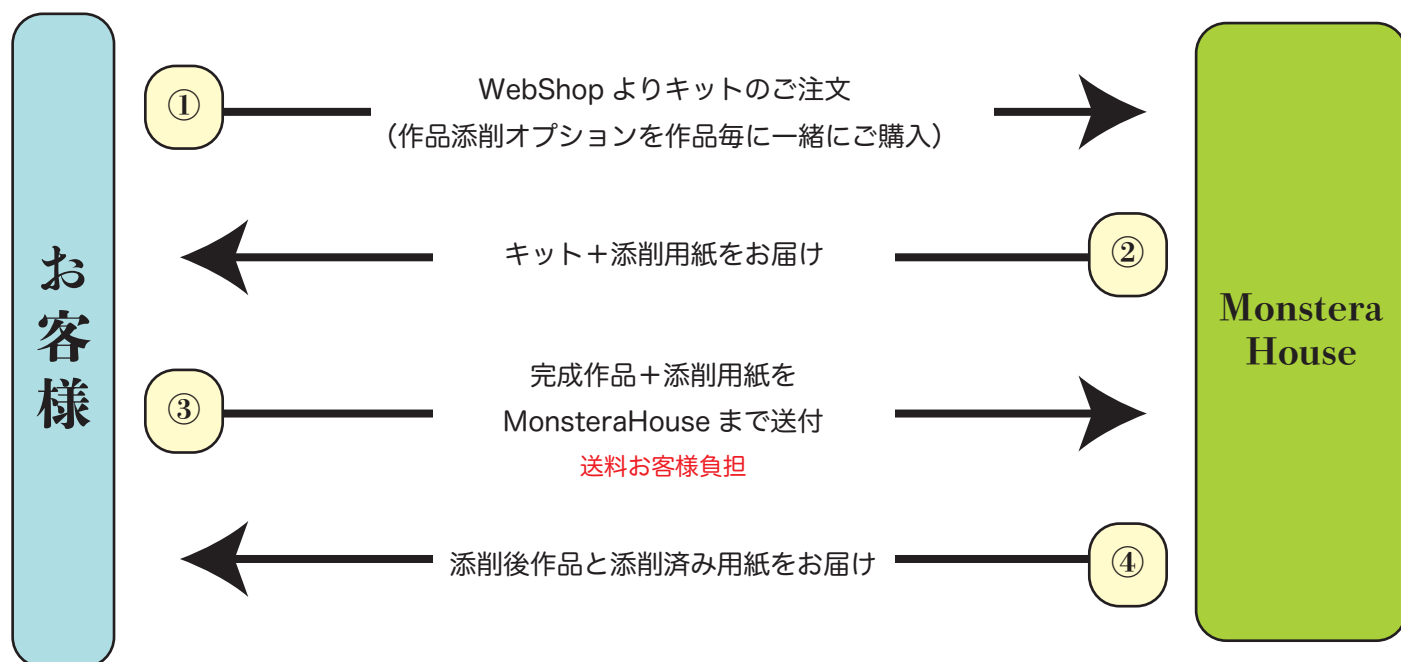 お客様
①
WebShop よりキットのご注文
（作品添削オプションを作品毎に一緒にご購入）
キット＋添削用紙をお届け
②
③
完成作品＋添削用紙を
MonsteraHouse まで送付
送料お客様負担
添削後作品と添削済み用紙をお届け
④
Monstera
House